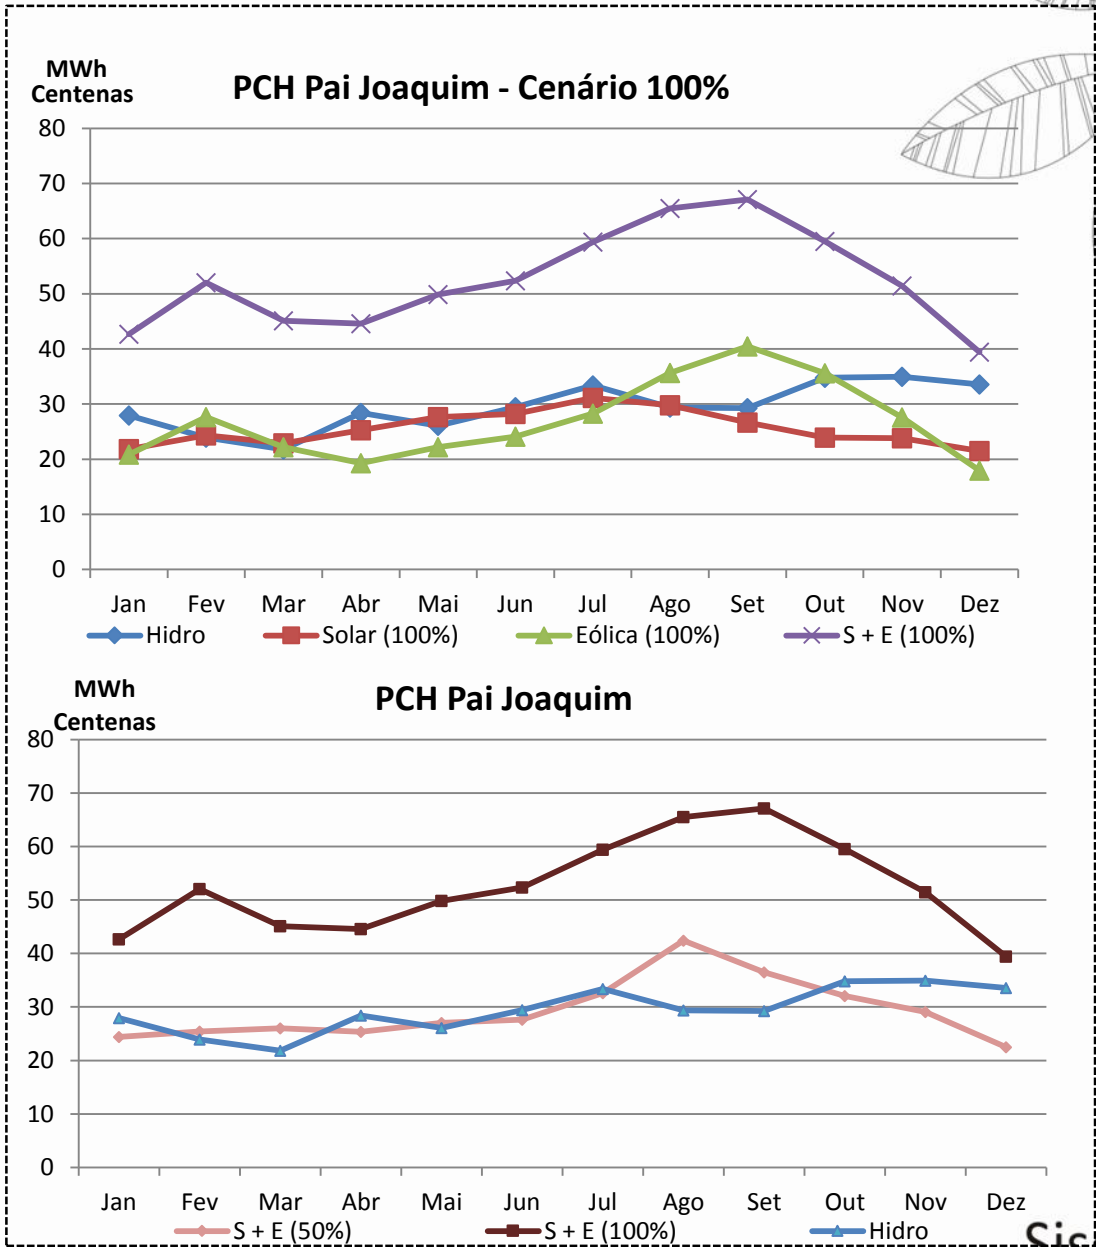 MWh
Centenas
PCH Pai Joaquim - Cenário 100%
80
70
60
50
40
30
20
10
0
Jan Fev Mar Abr Mai Jun Jul Ago Set Out Nov Dez
Hidro Solar (100%) Eólica (100%) S + E (100%)
MWh
Centenas
PCH Pai Joaquim
80
70
60
50
40
30
20
10
0
Jan Fev Mar Abr Mai Jun Jul Ago Set Out Nov Dez
S + E (50%) S + E (100%) Hidro